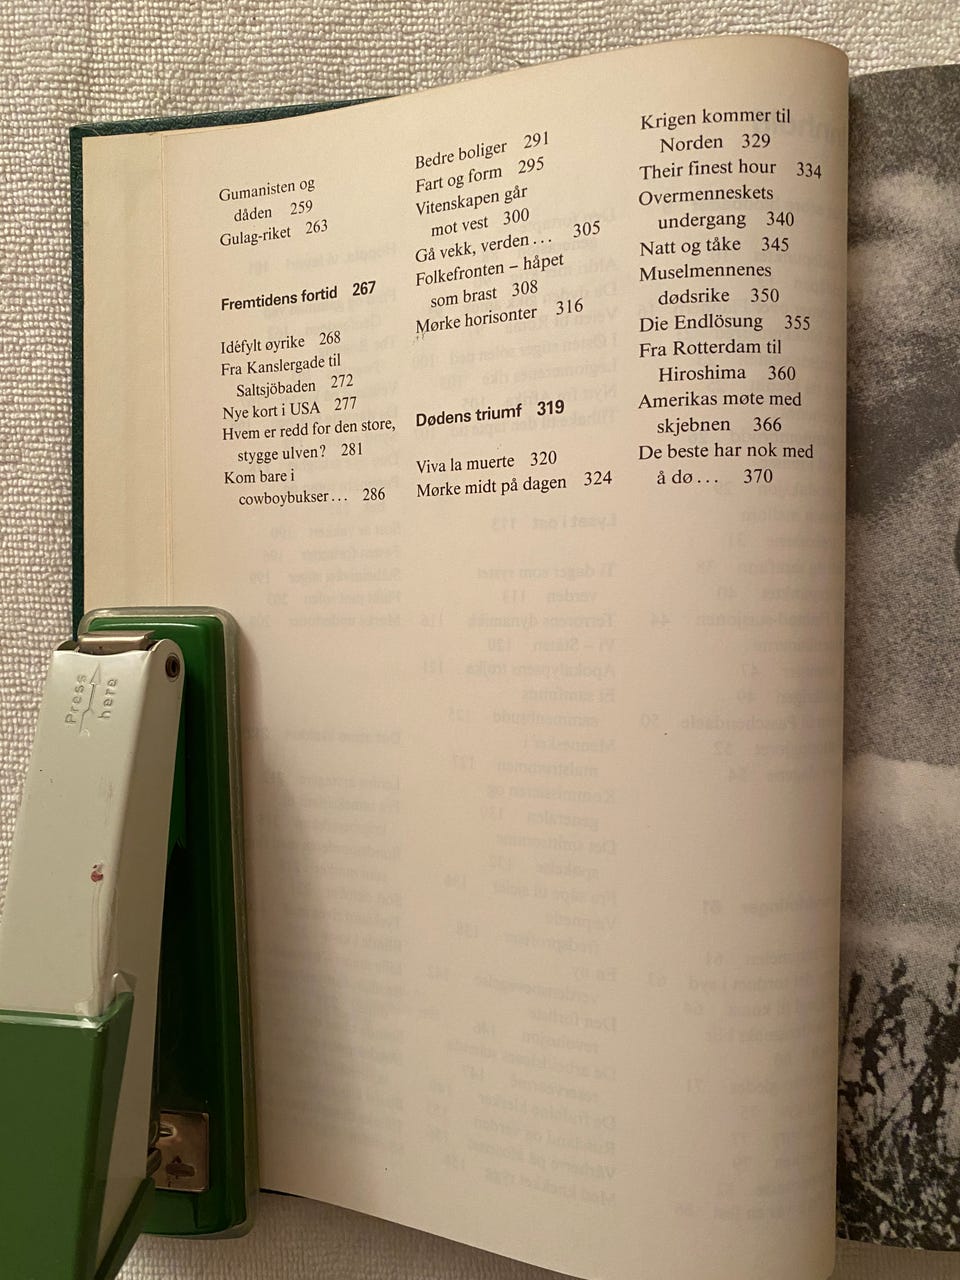 Gumanisten og
dåden 259
Gulag-riket 263
Fremtidens fortid 267
Idéfylt øyrike 268
Fra Kanslergade til
Saltsjöbaden 272
Nye kort i USA 277
Hvem er redd for den store,
stygge ulven? 281
Kom bare i
cowboybukser... 286
Bedre boliger 291
Fart og form 295
Vitenskapen går
mot vest 300
Gå vekk, verden... 305
Folkefronten – håpet
som brast 308
Mørke horisonter 316
Dødens triumf 319
Viva la muerte 320
Mørke midt på dagen 324
Krigen kommer til
Norden 329
Their finest hour 334
Overmenneskets
undergang 340
Natt og tåke 345
Muselmennenes
dødsrike 350
Die Endlösung 355
Fra Rotterdam til
Hiroshima 360
Amerikas møte med
skjebnen 366
De beste har nok med
å dø... 370
Press
here